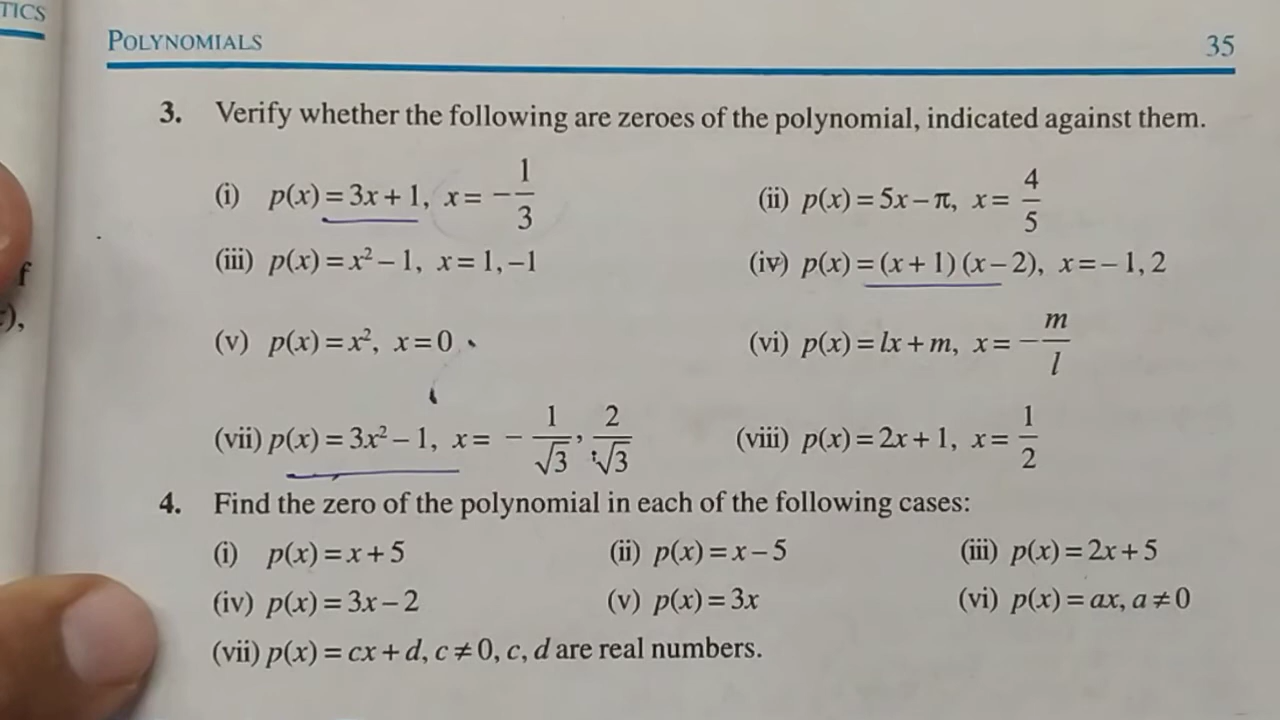 TICS
POLYNOMIALS 35
3. Verify whether the following are zeroes of the polynomial, indicated against them.
(i) p(x) = 3x + 1, x = −1/3 (ii) p(x) = 5x − π, x = 4/5
(iii) p(x) = x² − 1, x = 1, −1 (iv) p(x) = (x + 1) (x − 2), x = − 1, 2
(v) p(x) = x², x = 0 (vi) p(x) = lx + m, x = −m/l
(vii) p(x) = 3x² − 1, x = −1/√3, 2/√3 (viii) p(x) = 2x + 1, x = 1/2
4. Find the zero of the polynomial in each of the following cases:
(i) p(x) = x + 5 (ii) p(x) = x − 5 (iii) p(x) = 2x + 5
(iv) p(x) = 3x − 2 (v) p(x) = 3x (vi) p(x) = ax, a ≠ 0
(vii) p(x) = cx + d, c ≠ 0, c, d are real numbers.